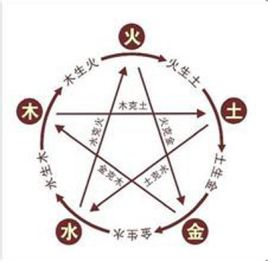 火
木生火
火生土
木
木克土
土
水克火
火克金
金克木
土克水
水生木
土生金
水
金生水
金